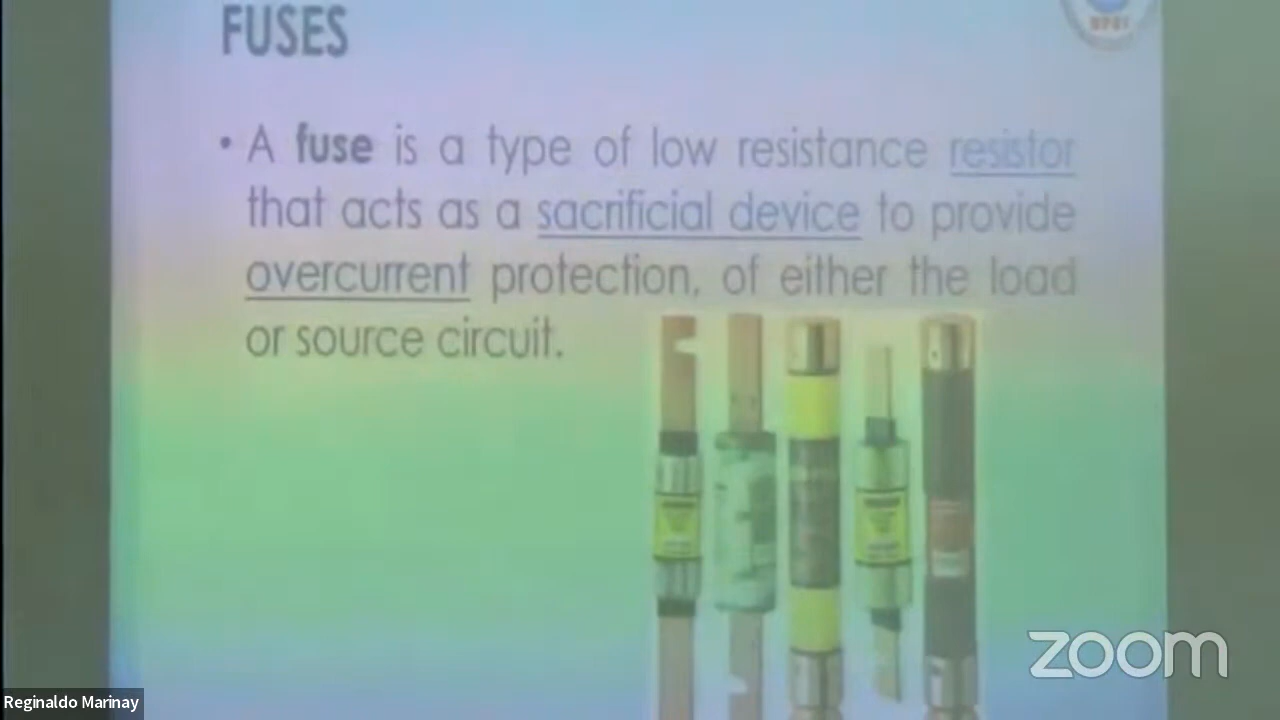 FUSES
• A fuse is a type of low resistance resistor
that acts as a sacrificial device to provide
overcurrent protection, of either the load
or source circuit.
zoom
Reginaldo Marinay